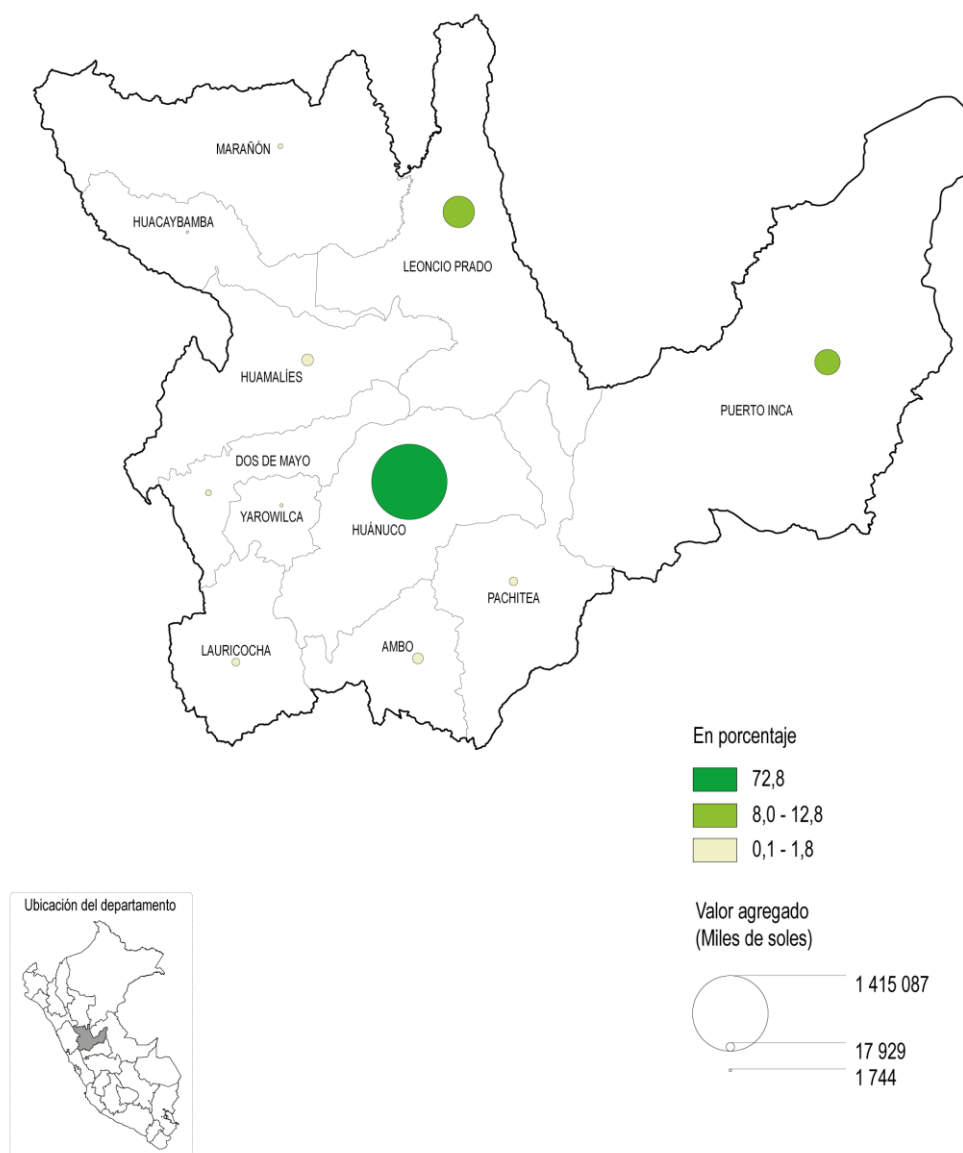 MARAÑÓN
HUACAYBAMBA
LEONCIO PRADO
HUAMALÍES
PUERTO INCA
DOS DE MAYO
YAROWILCA
HUÁNUCO
PACHITEA
LAURICOCHA
AMBO
En porcentaje
72,8
8,0 - 12,8
0,1 - 1,8
Ubicación del departamento
Valor agregado
(Miles de soles)
1 415 087
17 929
1 744